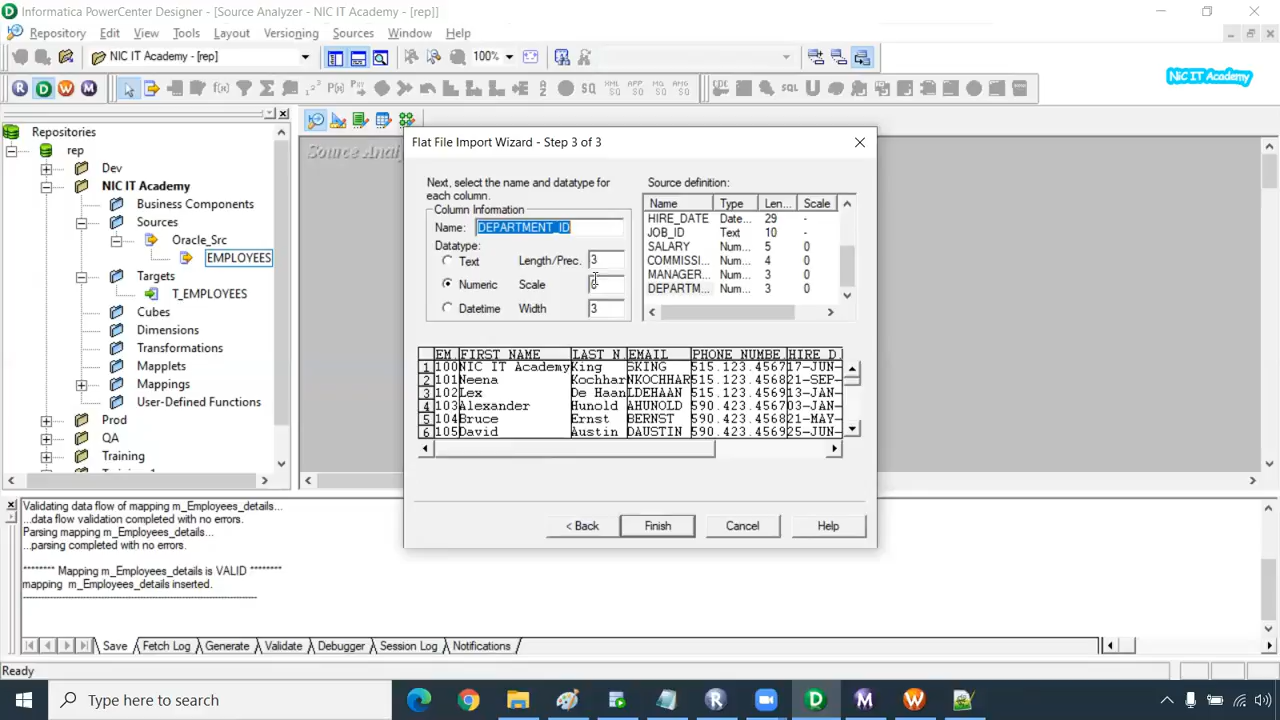 Informatica PowerCenter Designer - [Source Analyzer - NIC IT Academy - [rep]]
Repository Edit View Tools Layout Versioning Sources Window Help
NIC IT Academy - [rep]
100%
NIC IT Academy
Repositories
rep
Dev
NIC IT Academy
Business Components
Sources
Oracle_Src
EMPLOYEES
Targets
T_EMPLOYEES
Cubes
Dimensions
Transformations
Mapplets
Mappings
User-Defined Functions
Prod
QA
Training
Source Analy
Flat File Import Wizard - Step 3 of 3
Next, select the name and datatype for
each column.
Column Information
Name: DEPARTMENT_ID
Datatype:
Text Length/Prec. 3
Numeric Scale
Datetime Width 3
Source definition:
Name Type Len... Scale
HIRE_DATE Date... 29 -
JOB_ID Text 10 -
SALARY Num... 5 0
COMMISSI... Num... 4 0
MANAGER... Num... 3 0
DEPARTM... Num... 3 0
EM FIRST_NAME LAST_N EMAIL PHONE_NUMBE HIRE_D
1 100 NIC IT Academy King SKING 515.123.4567 17-JUN-
2 101 Neena Kochhar NKOCHHAR 515.123.4568 21-SEP-
3 102 Lex De Haan LDEHAAN 515.123.4569 13-JAN-
4 103 Alexander Hunold AHUNOLD 590.423.4567 03-JAN-
5 104 Bruce Ernst BERNST 590.423.4568 21-MAY-
6 105 David Austin DAUSTIN 590.423.4569 25-JUN-
< Back Finish Cancel Help
Validating data flow of mapping m_Employees_details...
...data flow validation completed with no errors.
Parsing mapping m_Employees_details...
...parsing completed with no errors.
******** Mapping m_Employees_details is VALID ********
mapping m_Employees_details inserted.
Save Fetch Log Generate Validate Debugger Session Log Notifications
Ready
Type here to search